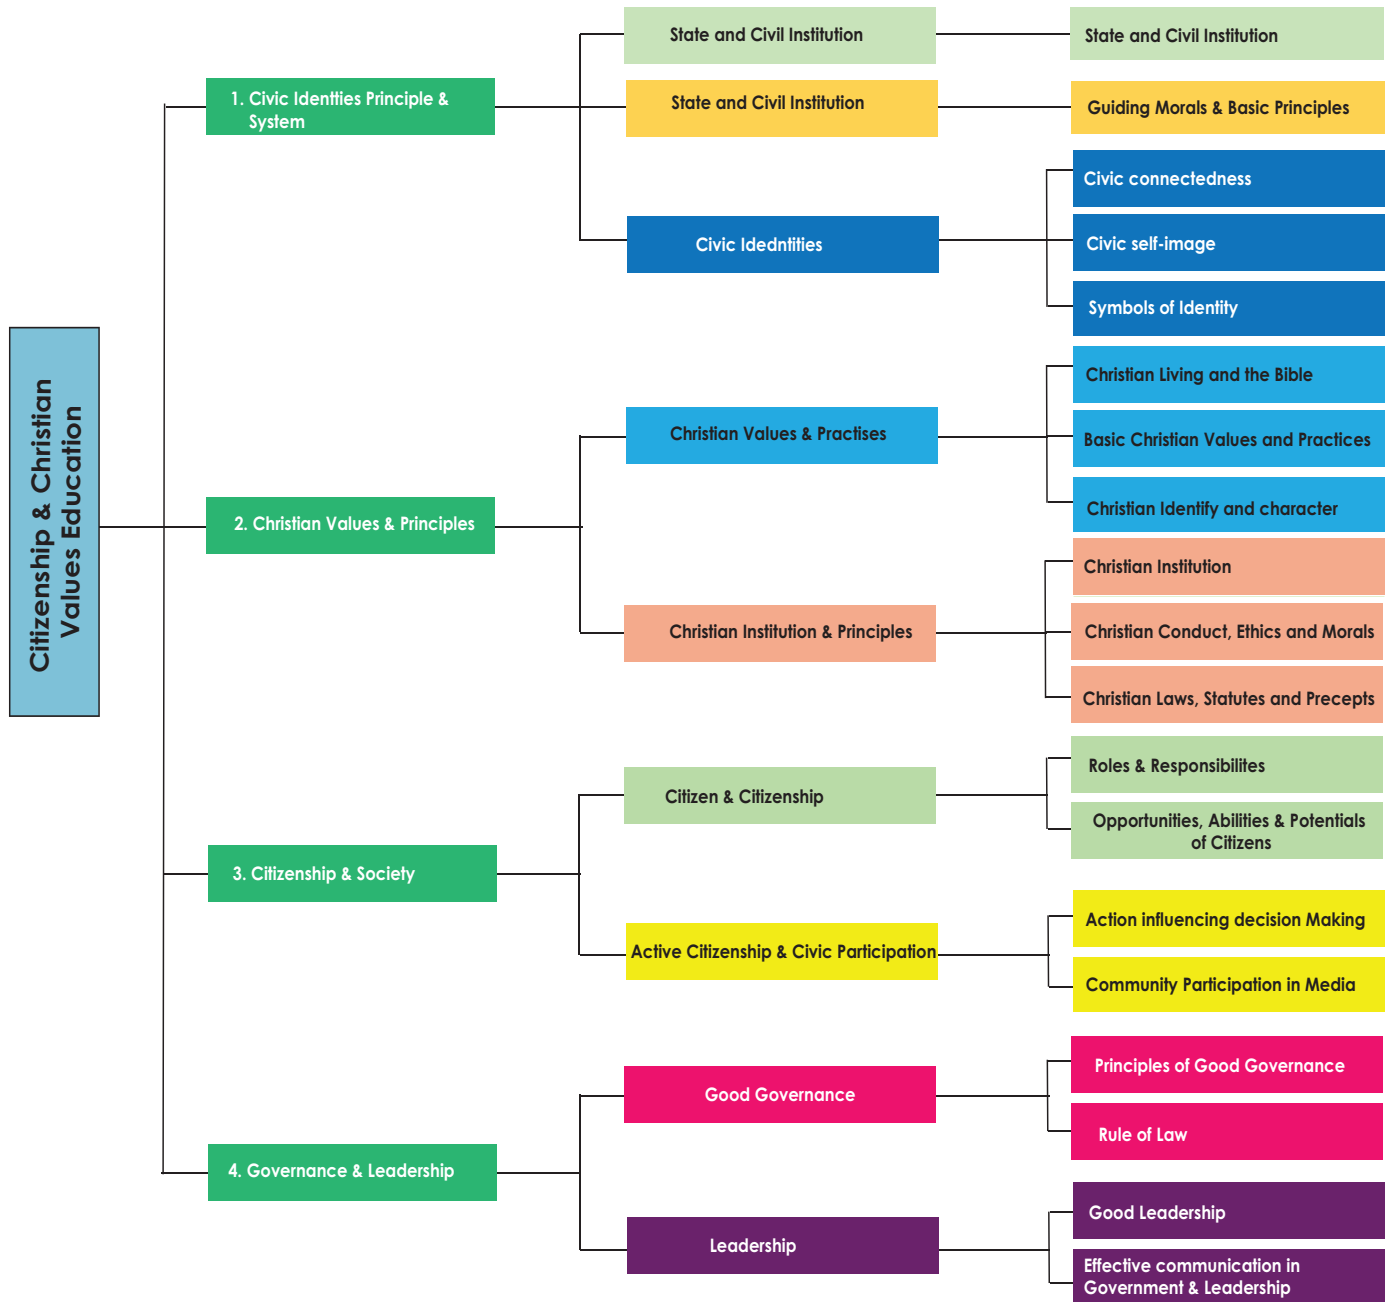 Citizenship & Christian
Values Education
1. Civic Identties Principle &
System
State and Civil Institution
State and Civil Institution
State and Civil Institution
Guiding Morals & Basic Principles
Civic Idedntities
Civic connectedness
Civic self-image
Symbols of Identity
2. Christian Values & Principles
Christian Values & Practises
Christian Living and the Bible
Basic Christian Values and Practices
Christian Identify and character
Christian Institution & Principles
Christian Institution
Christian Conduct, Ethics and Morals
Christian Laws, Statutes and Precepts
3. Citizenship & Society
Citizen & Citizenship
Roles & Responsibilites
Opportunities, Abilities & Potentials
of Citizens
Active Citizenship & Civic Participation
Action influencing decision Making
Community Participation in Media
4. Governance & Leadership
Good Governance
Principles of Good Governance
Rule of Law
Leadership
Good Leadership
Effective communication in
Government & Leadership